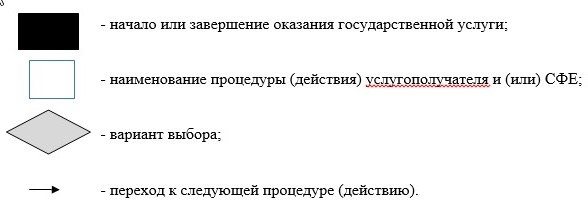 - начало или завершение оказания государственной услуги;
- наименование процедуры (действия) услугополучателя и (или) СФЕ;
- вариант выбора;
- переход к следующей процедуре (действию).